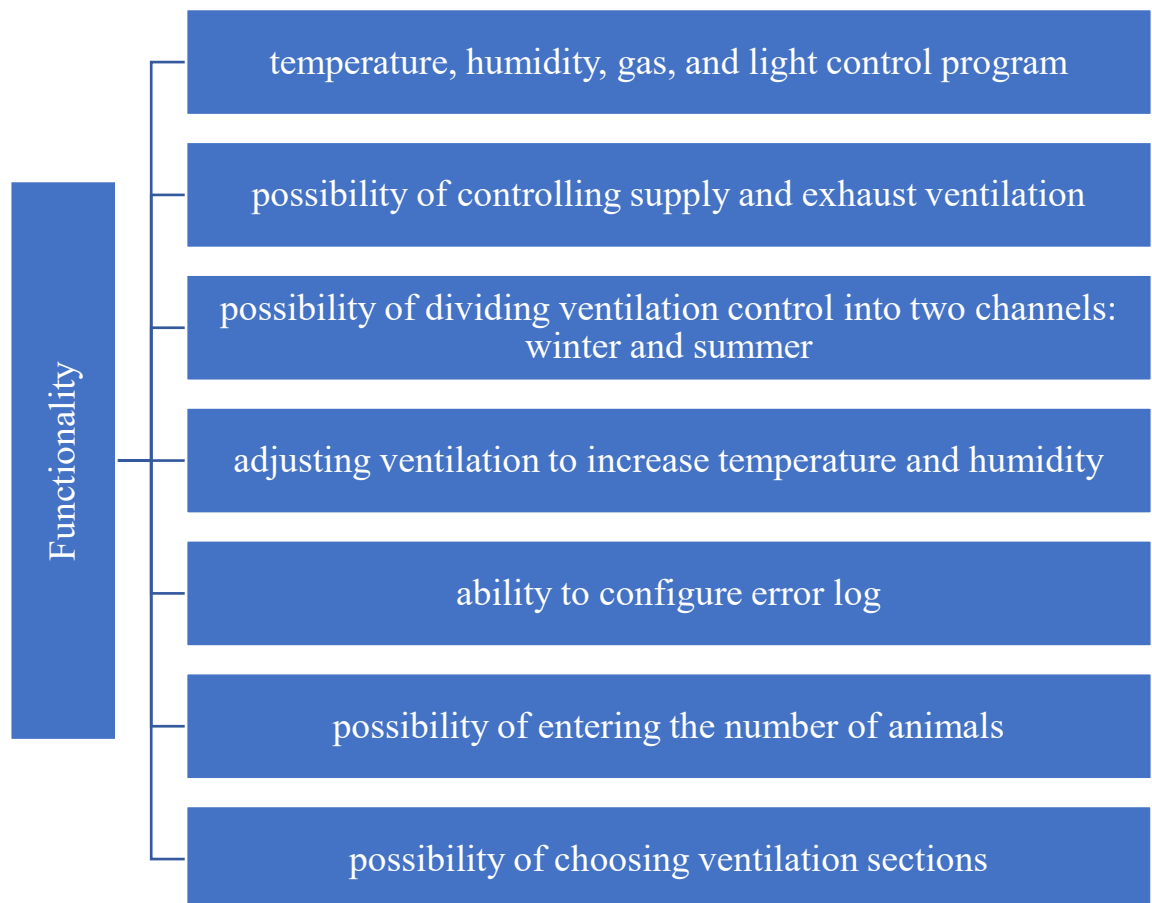 Functionality
temperature, humidity, gas, and light control program
possibility of controlling supply and exhaust ventilation
possibility of dividing ventilation control into two channels:
winter and summer
adjusting ventilation to increase temperature and humidity
ability to configure error log
possibility of entering the number of animals
possibility of choosing ventilation sections